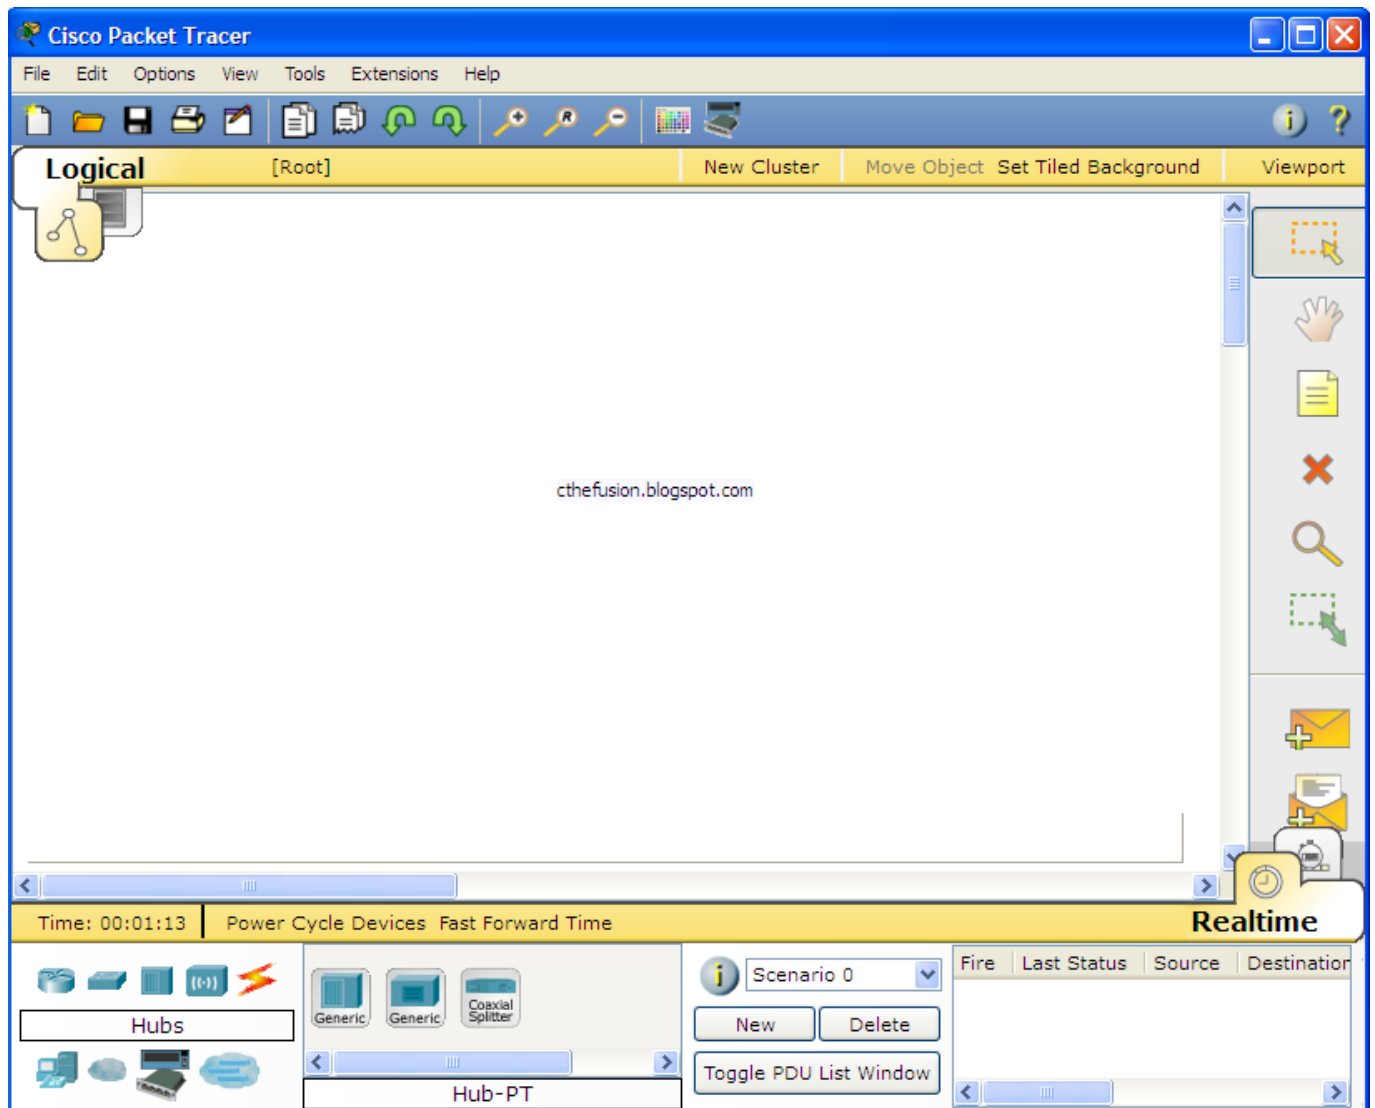 Cisco Packet Tracer
File Edit Options View Tools Extensions Help
Logical [Root] New Cluster Move Object Set Tiled Background Viewport
cthefusion.blogspot.com
Time: 00:01:13 Power Cycle Devices Fast Forward Time Realtime
Scenario 0
Fire Last Status Source Destination
Generic Generic Coaxial
Splitter
Hubs
New Delete
Toggle PDU List Window
Hub-PT